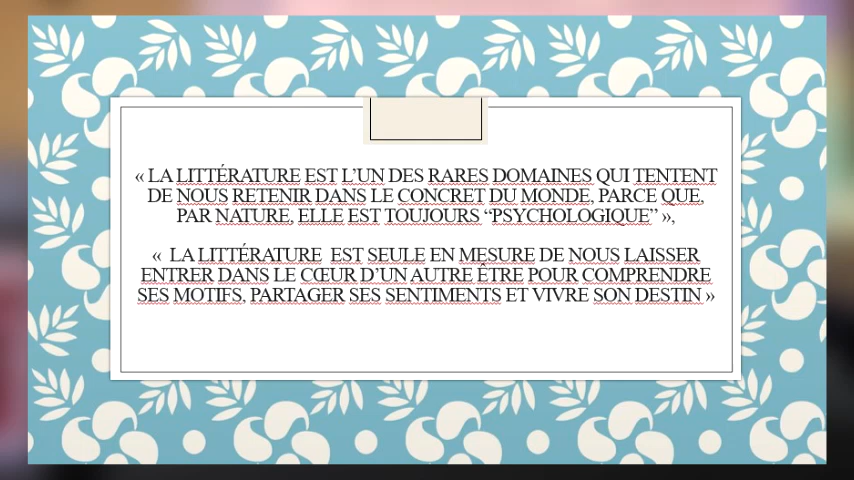 « LA LITTÉRATURE EST L’UN DES RARES DOMAINES QUI TENTENT
DE NOUS RETENIR DANS LE CONCRET DU MONDE, PARCE QUE,
PAR NATURE, ELLE EST TOUJOURS “PSYCHOLOGIQUE” »,
« LA LITTÉRATURE EST SEULE EN MESURE DE NOUS LAISSER
ENTRER DANS LE CŒUR D’UN AUTRE ÊTRE POUR COMPRENDRE
SES MOTIFS, PARTAGER SES SENTIMENTS ET VIVRE SON DESTIN »